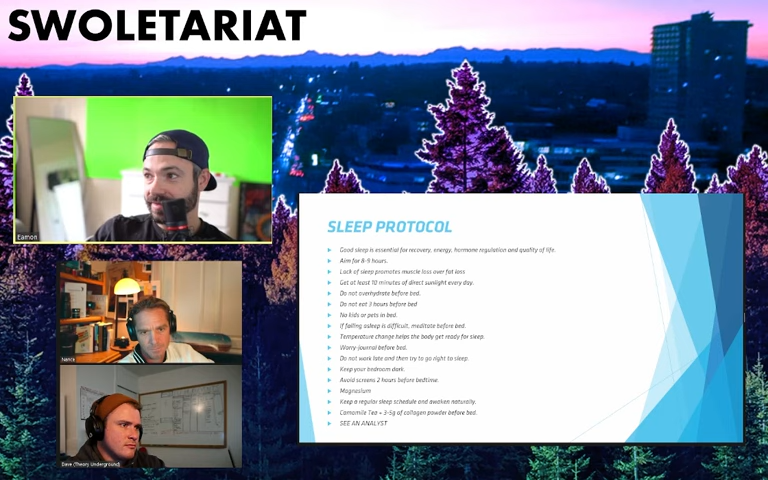 SWOLETARIAT
Eamon
Dave (Theory Underground)
SLEEP PROTOCOL
Good sleep is essential for recovery, energy, hormone regulation and quality of life.
Aim for 8-9 hours.
Lack of sleep promotes muscle loss over fat loss
Get at least 10 minutes of direct sunlight every day.
Do not overhydrate before bed.
Do not eat 3 hours before bed
No kids or pets in bed.
If falling asleep is difficult, meditate before bed.
Temperature change helps the body get ready for sleep.
Worry-journal before bed.
Do not work late and then try to go right to sleep.
Keep your bedroom dark.
Avoid screens 2 hours before bedtime.
Magnesium
Keep a regular sleep schedule and awaken naturally.
Camomile Tea + 3-5g of collagen powder before bed.
SEE AN ANALYST